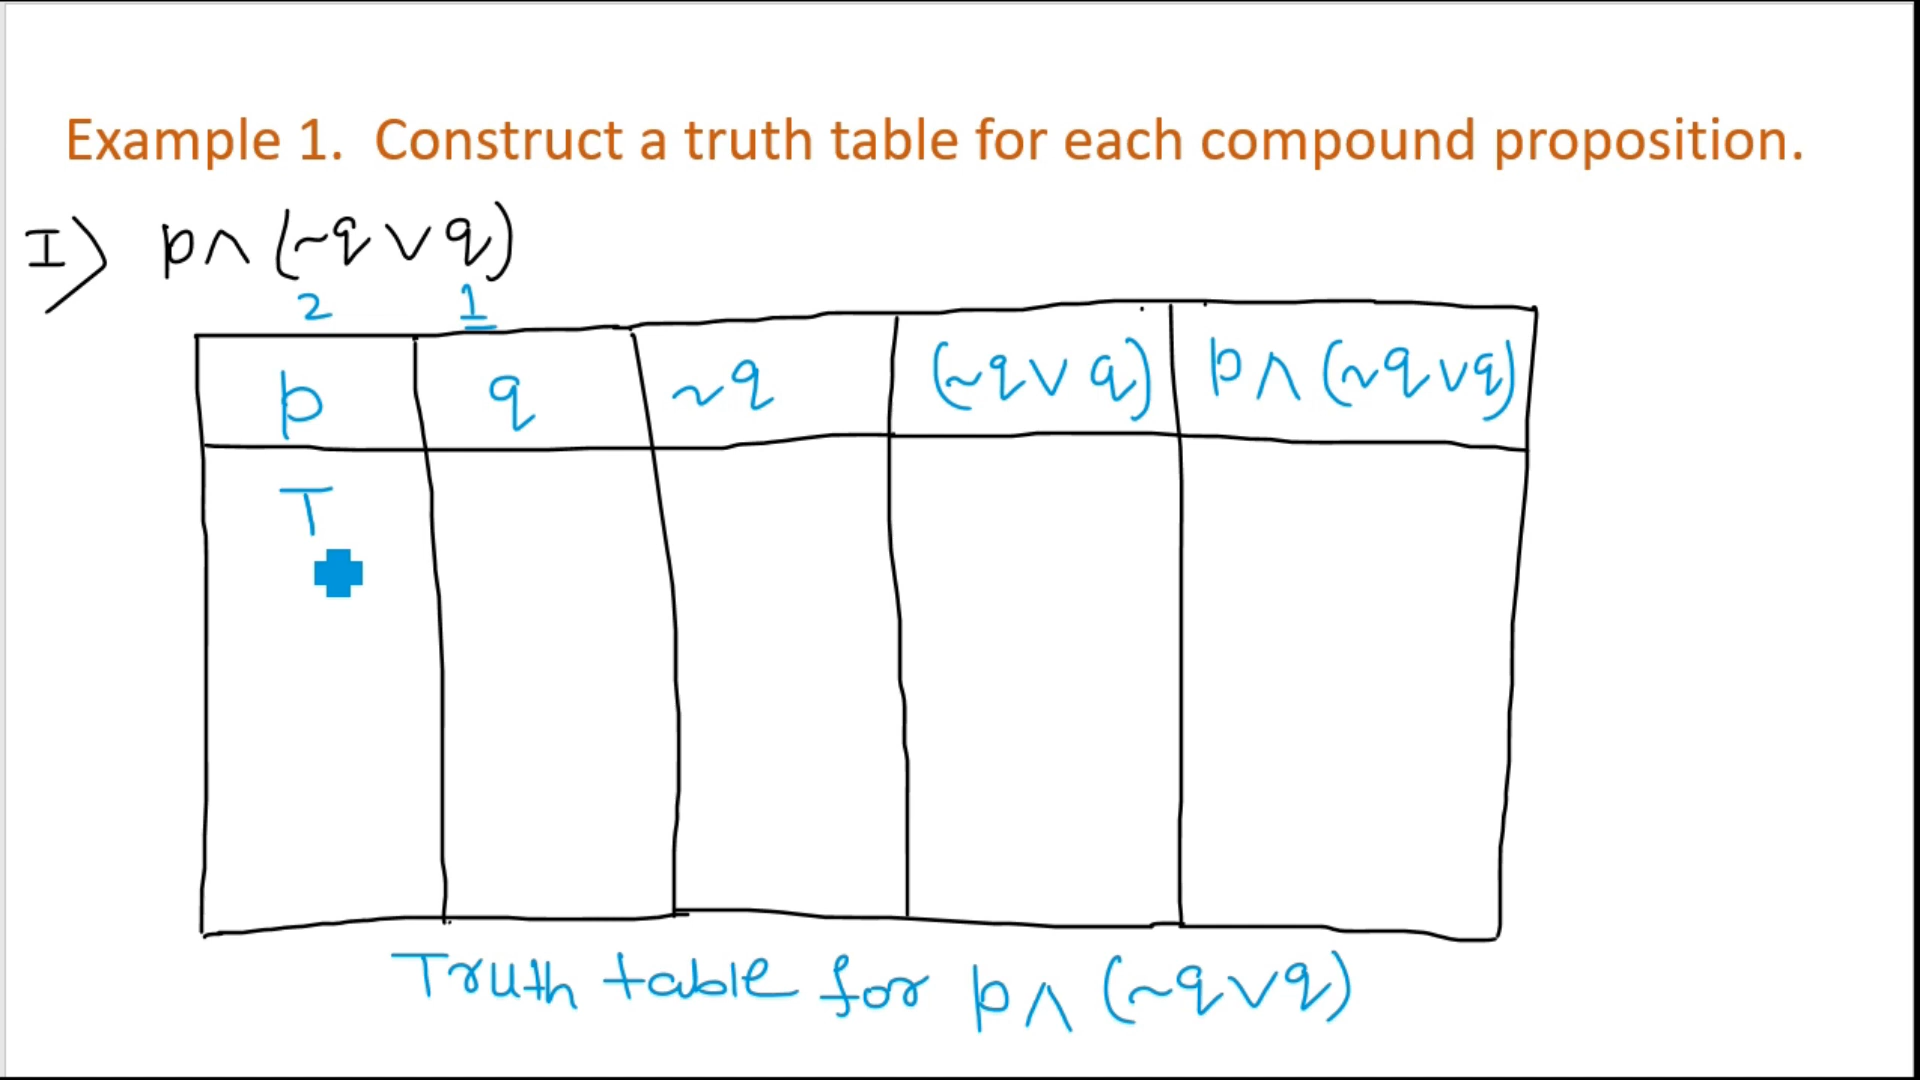 Example 1. Construct a truth table for each compound proposition.
I) p∧(~q∨q)
2 1
p q ~q (~q∨q) p∧(~q∨q)
T
Truth table for p∧(~q∨q)